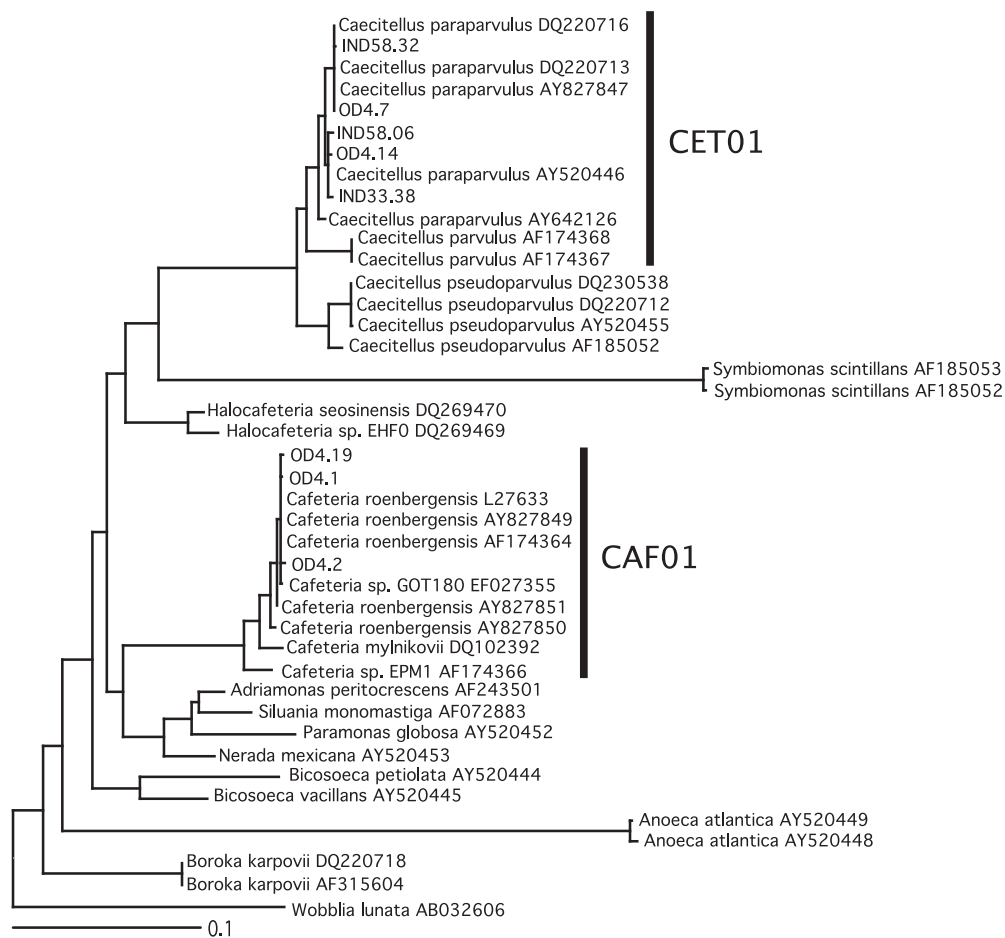 Caecitellus paraparvulus DQ220716
IND58.32
Caecitellus paraparvulus DQ220713
Caecitellus paraparvulus AY827847
OD4.7
IND58.06
CET01
OD4.14
Caecitellus paraparvulus AY520446
IND33.38
Caecitellus paraparvulus AY642126
Caecitellus parvulus AF174368
Caecitellus parvulus AF174367
Caecitellus pseudoparvulus DQ230538
Caecitellus pseudoparvulus DQ220712
Caecitellus pseudoparvulus AY520455
Caecitellus pseudoparvulus AF185052
Symbiomonas scintillans AF185053
Symbiomonas scintillans AF185052
Halocafeteria seosinensis DQ269470
Halocafeteria sp. EHF0 DQ269469
OD4.19
OD4.1
Cafeteria roenbergensis L27633
Cafeteria roenbergensis AY827849
Cafeteria roenbergensis AF174364
CAF01
OD4.2
Cafeteria sp. GOT180 EF027355
Cafeteria roenbergensis AY827851
Cafeteria roenbergensis AY827850
Cafeteria mylnikovii DQ102392
Cafeteria sp. EPM1 AF174366
Adriamonas peritocrescens AF243501
Siluania monomastiga AF072883
Paramonas globosa AY520452
Nerada mexicana AY520453
Bicosoeca petiolata AY520444
Bicosoeca vacillans AY520445
Anoeca atlantica AY520449
Anoeca atlantica AY520448
Boroka karpovii DQ220718
Boroka karpovii AF315604
Wobblia lunata AB032606
0.1